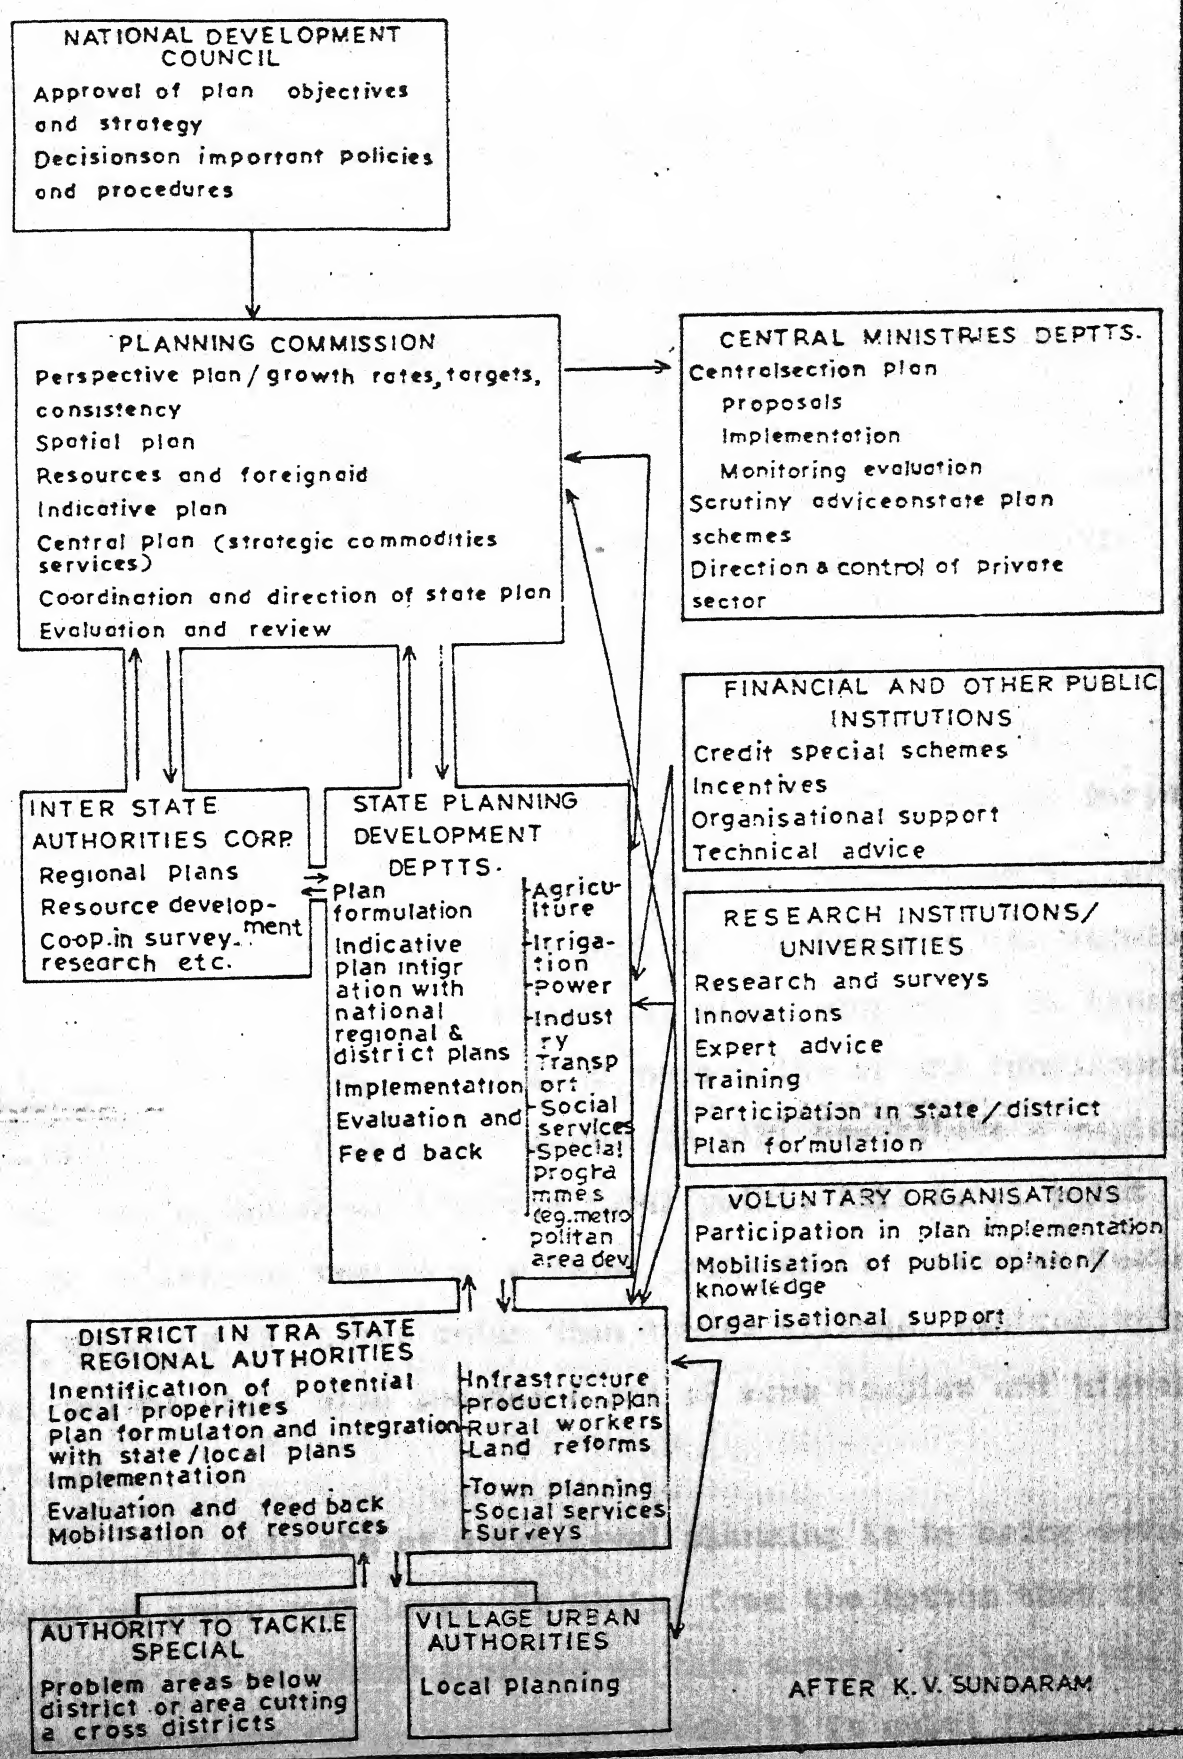 NATIONAL DEVELOPMENT
COUNCIL
Approval of plan objectives
and strategy
Decisionson important policies
and procedures
PLANNING COMMISSION
Perspective plan / growth rates, targets,
consistency
Spatial plan
Resources and foreignaid
Indicative plan
Central plan (strategic commodities
services)
Co-ordination and direction of state plan
Evaluation and review
CENTRAL MINISTRIES DEPTTS.
Centralsection plan
Proposals
Implementation
Monitoring evaluation
Scrutiny adviceonstate plan
schemes
Direction & control of private
sector
FINANCIAL AND OTHER PUBLIC
INSTITUTIONS
Credit special schemes
Incentives
Organisational support
Technical advice
INTER STATE
AUTHORITIES CORP.
Regional Plans
Resource develop-
ment
Co-op.in survey
research etc.
STATE PLANNING
DEVELOPMENT
DEPTTS.
Plan
formulation
Indicative
plan intigr
ation with
national
regional &
district plans
Implementation
Evaluation and
Feed back
Agricu-
lture
Irriga-
tion
Power
Indust
ry
Transp
ort
Social
services
Special
progra
mmes
(eg.metro
politan
area dev.
RESEARCH INSTITUTIONS/
UNIVERSITIES
Research and surveys
Innovations
Expert advice
Training
Participation in state/district
Plan formulation
VOLUNTARY ORGANISATIONS
Participation in plan implementation
Mobilisation of public opinion/
knowledge
Organisational support
DISTRICT IN TRA STATE
REGIONAL AUTHORITIES
Inentification of potential
Local properities
Plan formulaton and integration
with state/local plans
Implementation
Evaluation and feed back
Mobilisation of resources
Infrastructure
productionplan
Rural workers
Land reforms
Town planning
Social services
Surveys
AUTHORITY TO TACKLE
SPECIAL
Problem areas below
district or area cutting
a cross districts
VILLAGE URBAN
AUTHORITIES
Local planning
AFTER K.V. SUNDARAM